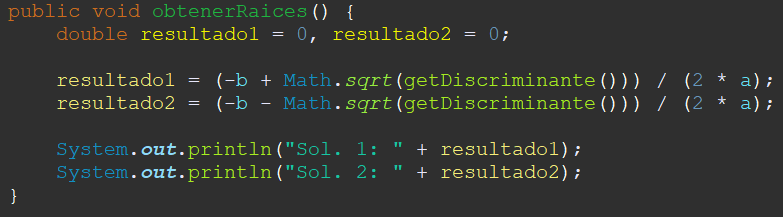 public void obtenerRaices() {
    double resultado1 = 0, resultado2 = 0;

    resultado1 = (-b + Math.sqrt(getDiscriminante())) / (2 * a);
    resultado2 = (-b - Math.sqrt(getDiscriminante())) / (2 * a);

    System.out.println("Sol. 1: " + resultado1);
    System.out.println("Sol. 2: " + resultado2);
}